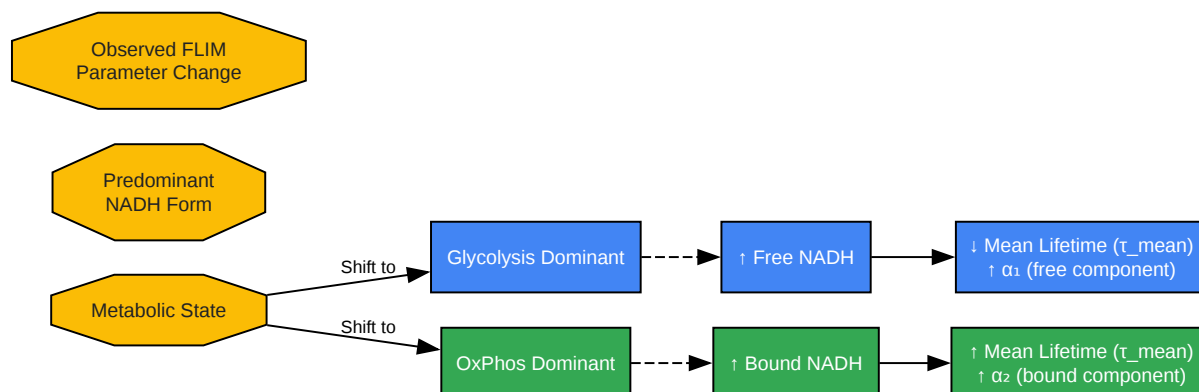 Observed FLIM
Parameter Change
Predominant
NADH Form
Metabolic State
Shift to
Glycolysis Dominant
↑ Free NADH
↓ Mean Lifetime (τ_mean)
↑ α₁ (free component)
Shift to
OxPhos Dominant
↑ Bound NADH
↑ Mean Lifetime (τ_mean)
↑ α₂ (bound component)